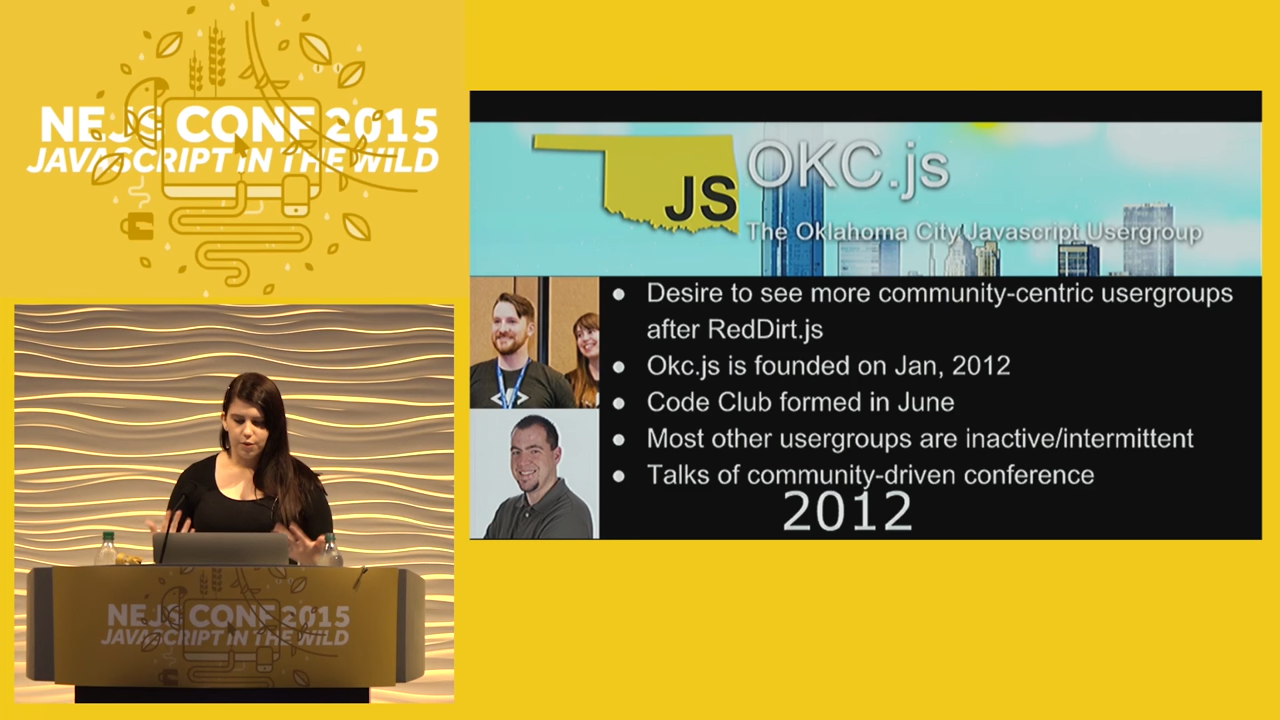 NEJS CONF 2015
JAVASCRIPT IN THE WILD
JS
OKC.js
The Oklahoma City Javascript Usergroup
● Desire to see more community-centric usergroups
after RedDirt.js
● Okc.js is founded on Jan, 2012
● Code Club formed in June
● Most other usergroups are inactive/intermittent
● Talks of community-driven conference
2012
NEJS CONF 2015
JAVASCRIPT IN THE WILD